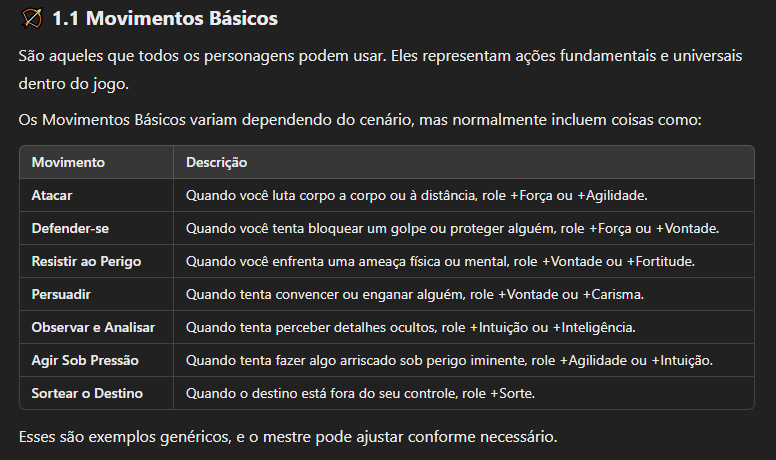 🏹 1.1 Movimentos Básicos
São aqueles que todos os personagens podem usar. Eles representam ações fundamentais e universais
dentro do jogo.
Os Movimentos Básicos variam dependendo do cenário, mas normalmente incluem coisas como:
Movimento Descrição
Atacar Quando você luta corpo a corpo ou à distância, role +Força ou +Agilidade.
Defender-se Quando você tenta bloquear um golpe ou proteger alguém, role +Força ou +Vontade.
Resistir ao Perigo Quando você enfrenta uma ameaça física ou mental, role +Vontade ou +Fortitude.
Persuadir Quando tenta convencer ou enganar alguém, role +Vontade ou +Carisma.
Observar e Analisar Quando tenta perceber detalhes ocultos, role +Intuição ou +Inteligência.
Agir Sob Pressão Quando tenta fazer algo arriscado sob perigo iminente, role +Agilidade ou +Intuição.
Sortear o Destino Quando o destino está fora do seu controle, role +Sorte.
Esses são exemplos genéricos, e o mestre pode ajustar conforme necessário.